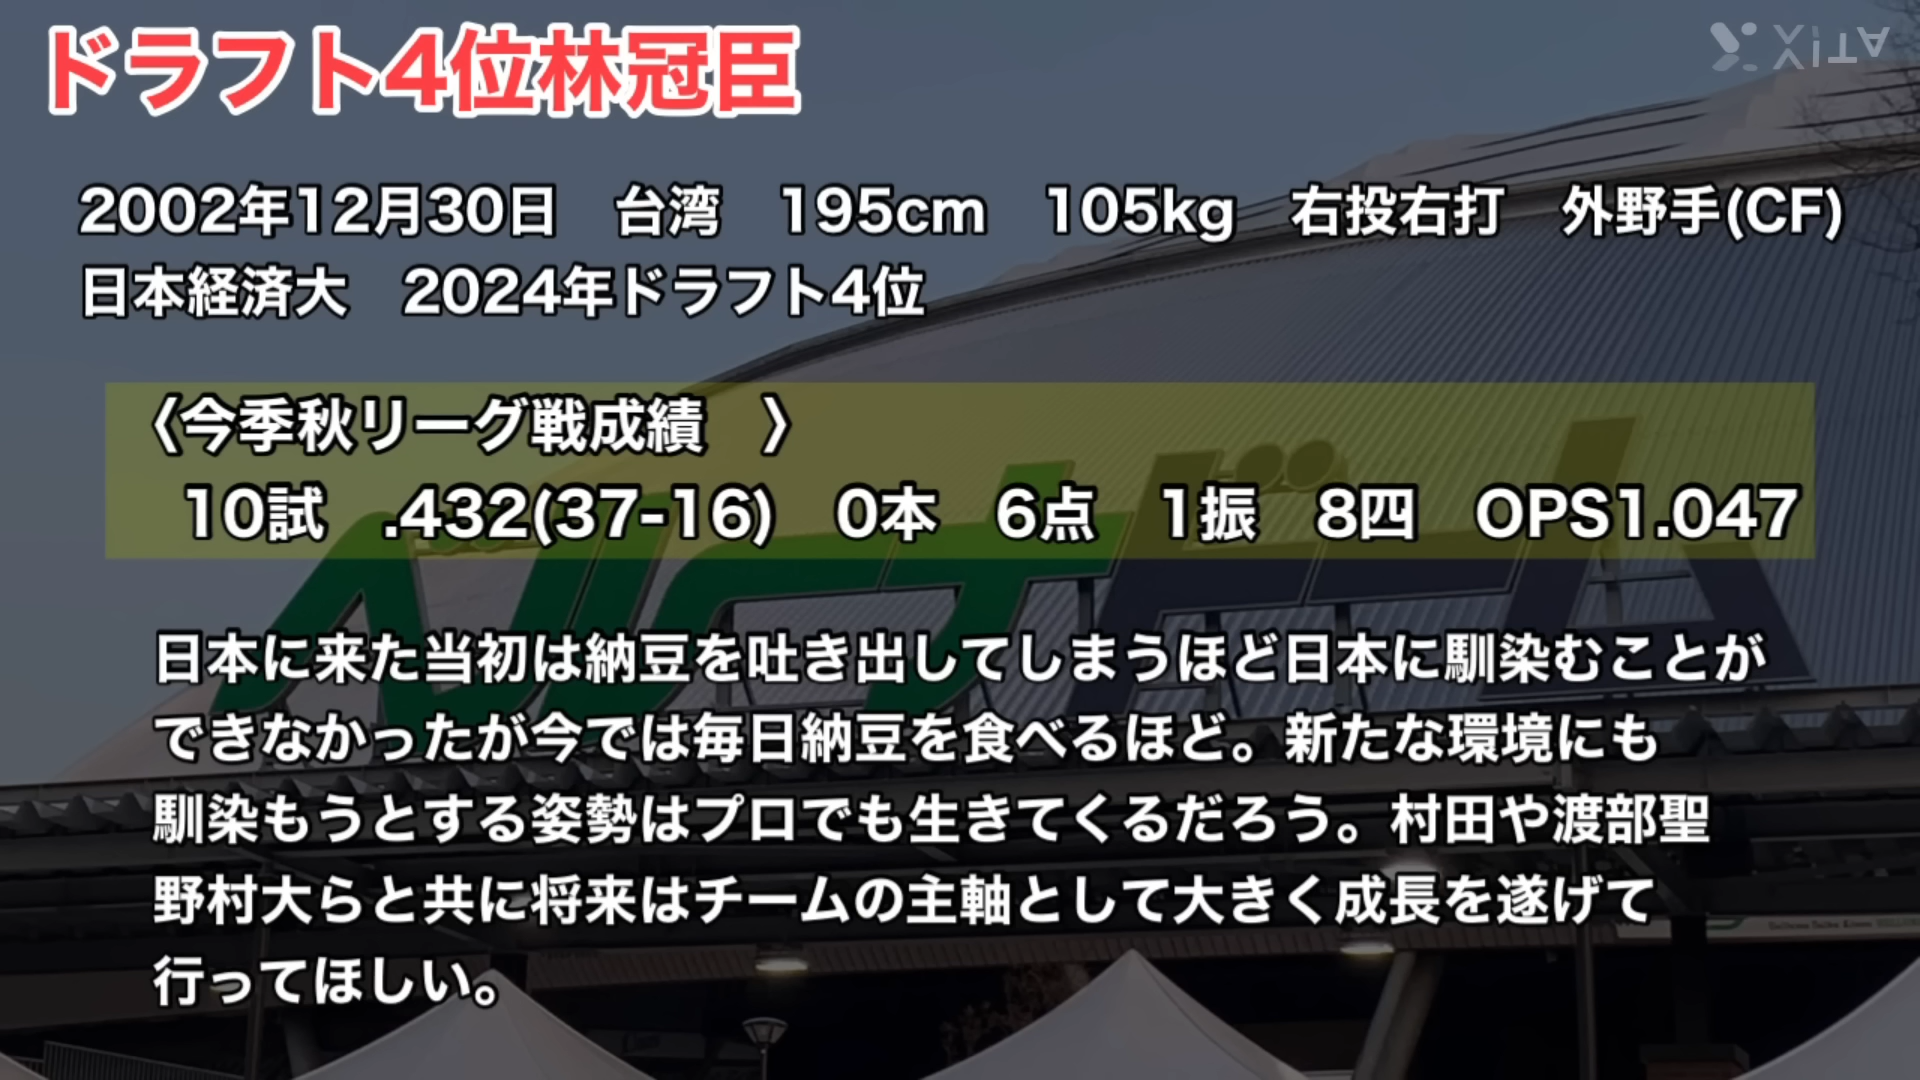 ドラフト4位林冠臣
XiTA
2002年12月30日　台湾　195cm　105kg　右投右打　外野手(CF)
日本経済大　2024年ドラフト4位
〈今季秋リーグ戦成績　〉
10試　.432(37-16)　0本　6点　1振　8四　OPS1.047
ベルーナドーム
日本に来た当初は納豆を吐き出してしまうほど日本に馴染むことが
できなかったが今では毎日納豆を食べるほど。新たな環境にも
馴染もうとする姿勢はプロでも生きてくるだろう。村田や渡部聖
野村大らと共に将来はチームの主軸として大きく成長を遂げて
行ってほしい。